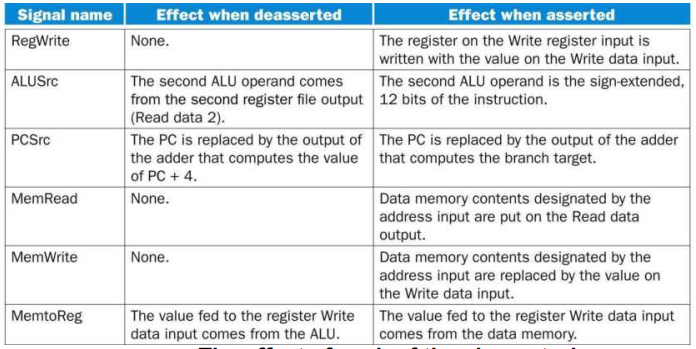 Signal name Effect when deasserted Effect when asserted
RegWrite None. The register on the Write register input is
written with the value on the Write data input.
ALUSrc The second ALU operand comes The second ALU operand is the sign-extended,
from the second register file output 12 bits of the instruction.
(Read data 2).
PCSrc The PC is replaced by the output of The PC is replaced by the output of the adder
the adder that computes the value that computes the branch target.
of PC + 4.
MemRead None. Data memory contents designated by the
address input are put on the Read data
output.
MemWrite None. Data memory contents designated by the
address input are replaced by the value on
the Write data input.
MemtoReg The value fed to the register Write The value fed to the register Write data input
data input comes from the ALU. comes from the data memory.